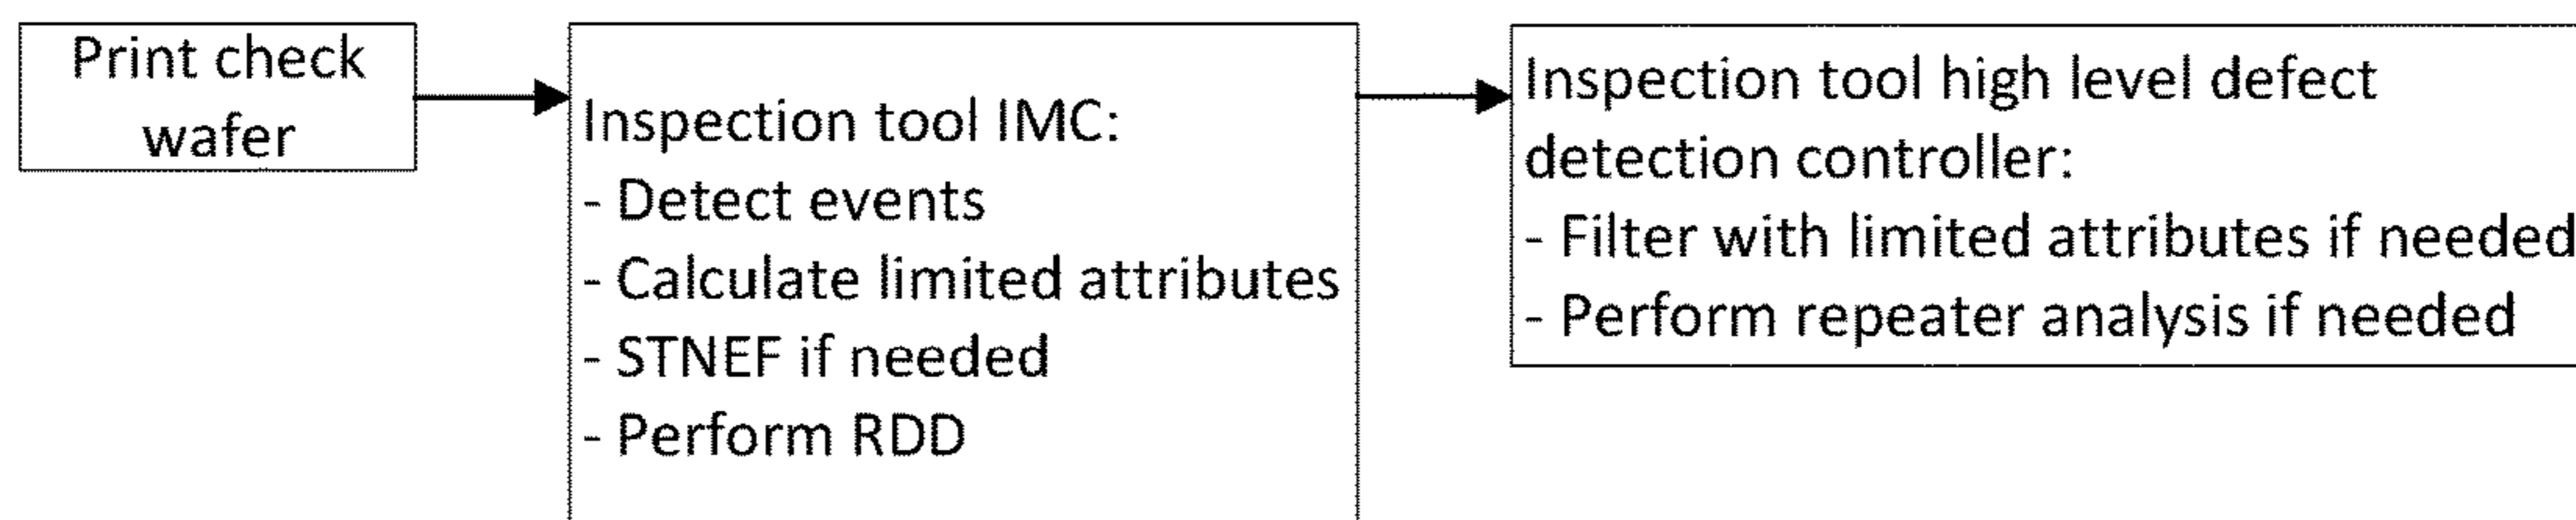 Print check
wafer
Inspection tool IMC:
- Detect events
- Calculate limited attributes
- STNEF if needed
- Perform RDD
Inspection tool high level defect
detection controller:
- Filter with limited attributes if needed
- Perform repeater analysis if needed